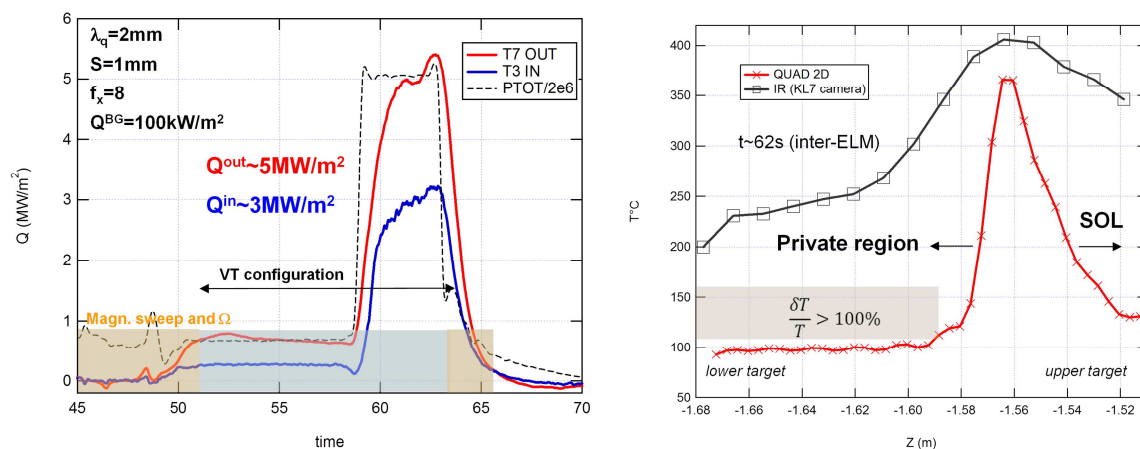 6
5
4
3
2
1
0
Q (MW/m²)
λq=2mm
S=1mm
fx=8
Q^BG=100kW/m²
T7 OUT
T3 IN
PTOT/2e6
Q^out~5MW/m²
Q^in~3MW/m²
VT configuration
Magn. sweep and Ω
45 50 55 60 65 70
time
400
350
300
250
200
150
100
50
T°C
QUAD 2D
IR (KL7 camera)
t~62s (inter-ELM)
SOL
Private region
δT/T > 100%
lower target
upper target
-1.68 -1.66 -1.64 -1.62 -1.60 -1.58 -1.56 -1.54 -1.52
Z (m)